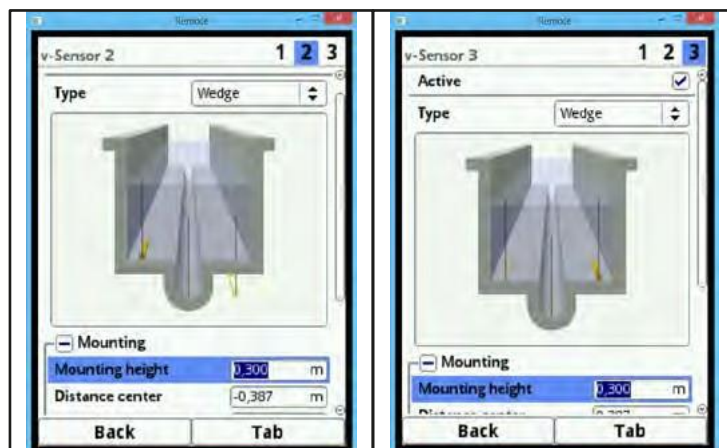 Remote
v-Sensor 2 1 2 3
Type Wedge
Mounting
Mounting height 0,300 m
Distance center -0,387 m
Back Tab
Remote
v-Sensor 3 1 2 3
Active
Type Wedge
Mounting
Mounting height 0,300 m
Back Tab